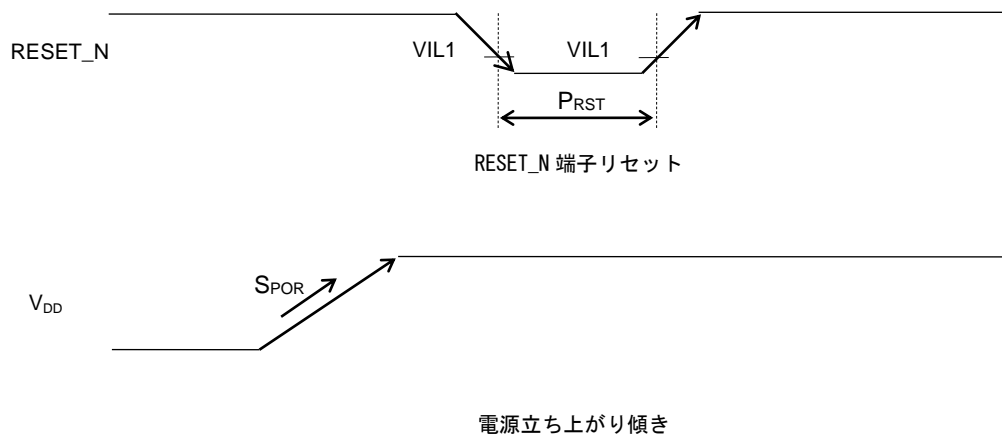 RESET_N
VIL1
VIL1
PRST
RESET_N 端子リセット
SPOR
VDD
電源立ち上がり傾き